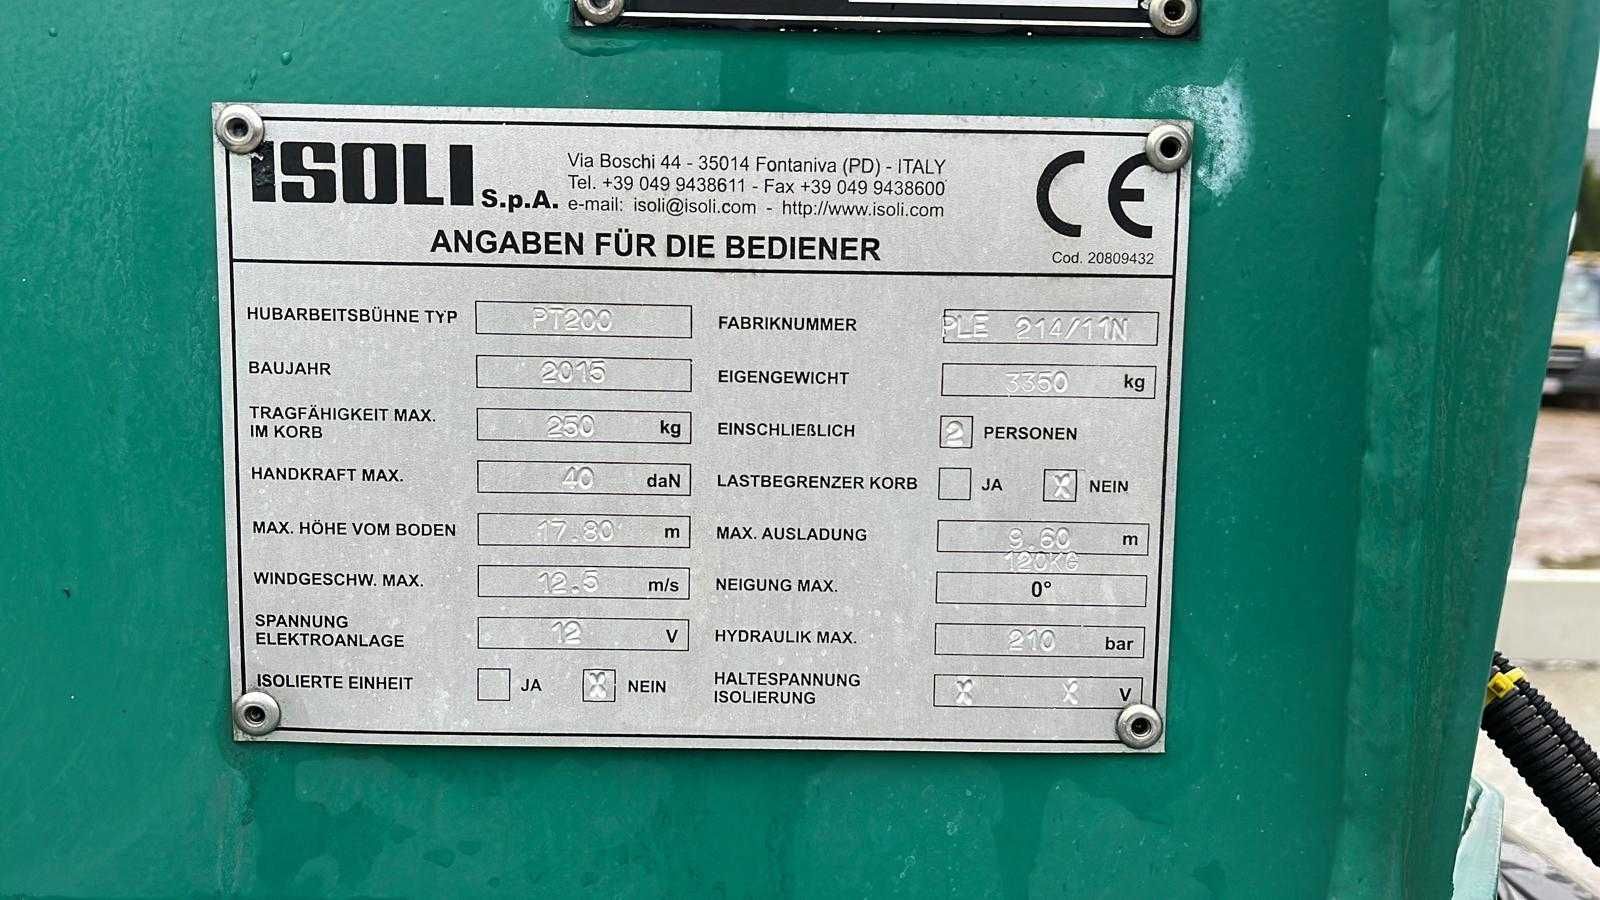 ISOLI S.p.A.
Via Boschi 44 - 35014 Fontaniva (PD) - ITALY
Tel. +39 049 9438611 - Fax +39 049 9438600
e-mail: isoli@isoli.com - http://www.isoli.com
CE
ANGABEN FÜR DIE BEDIENER
Cod. 20809432
HUBARBEITSBÜHNE TYP PT200
FABRIKNUMMER PLE 214/11N
BAUJAHR 2015
EIGENGEWICHT 3350 kg
TRAGFÄHIGKEIT MAX.
IM KORB 250 kg
EINSCHLIEßLICH 2 PERSONEN
HANDKRAFT MAX. 40 daN
LASTBEGRENZER KORB JA X NEIN
MAX. HÖHE VOM BODEN 17.80 m
MAX. AUSLADUNG 9.60 m
120KG
WINDGESCHW. MAX. 12.5 m/s
NEIGUNG MAX. 0°
SPANNUNG
ELEKTROANLAGE 12 V
HYDRAULIK MAX. 210 bar
ISOLIERTE EINHEIT JA X NEIN
HALTESPANNUNG
ISOLIERUNG X X V